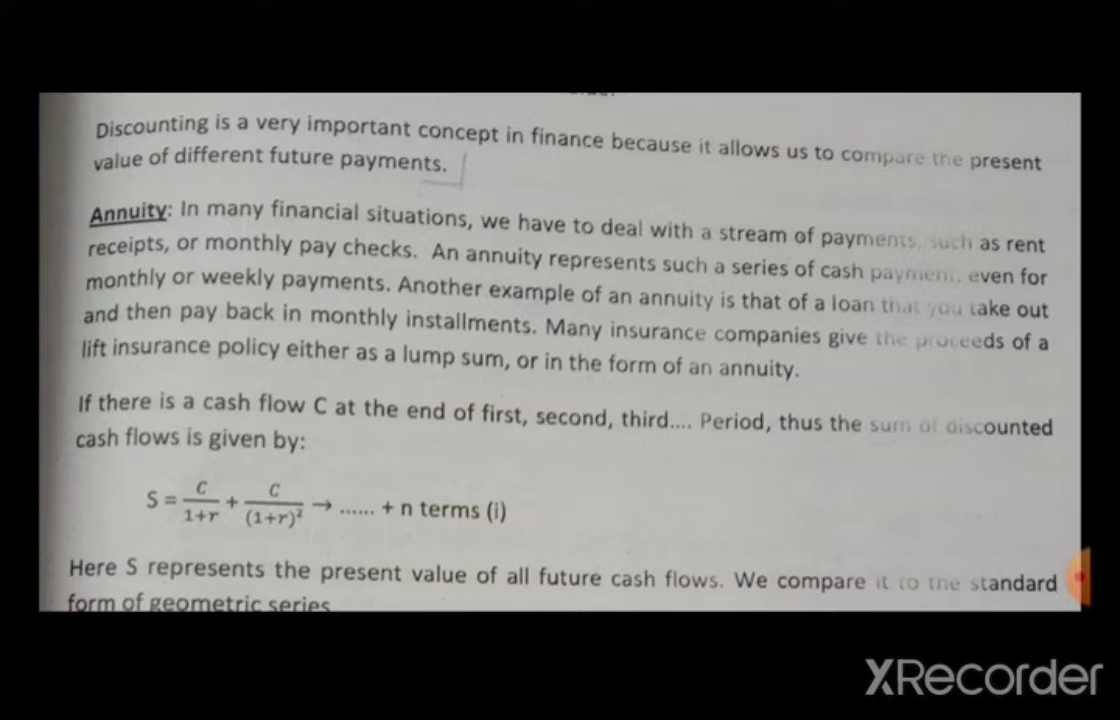 Discounting is a very important concept in finance because it allows us to compare the present
value of different future payments.
Annuity: In many financial situations, we have to deal with a stream of payments, such as rent
receipts, or monthly pay checks. An annuity represents such a series of cash payment, even for
monthly or weekly payments. Another example of an annuity is that of a loan that you take out
and then pay back in monthly installments. Many insurance companies give the proceeds of a
lift insurance policy either as a lump sum, or in the form of an annuity.
If there is a cash flow C at the end of first, second, third.... Period, thus the sum of discounted
cash flows is given by:
S = C/1+r + C/(1+r)² → ...... + n terms (i)
Here S represents the present value of all future cash flows. We compare it to the standard
form of geometric series
XRecorder